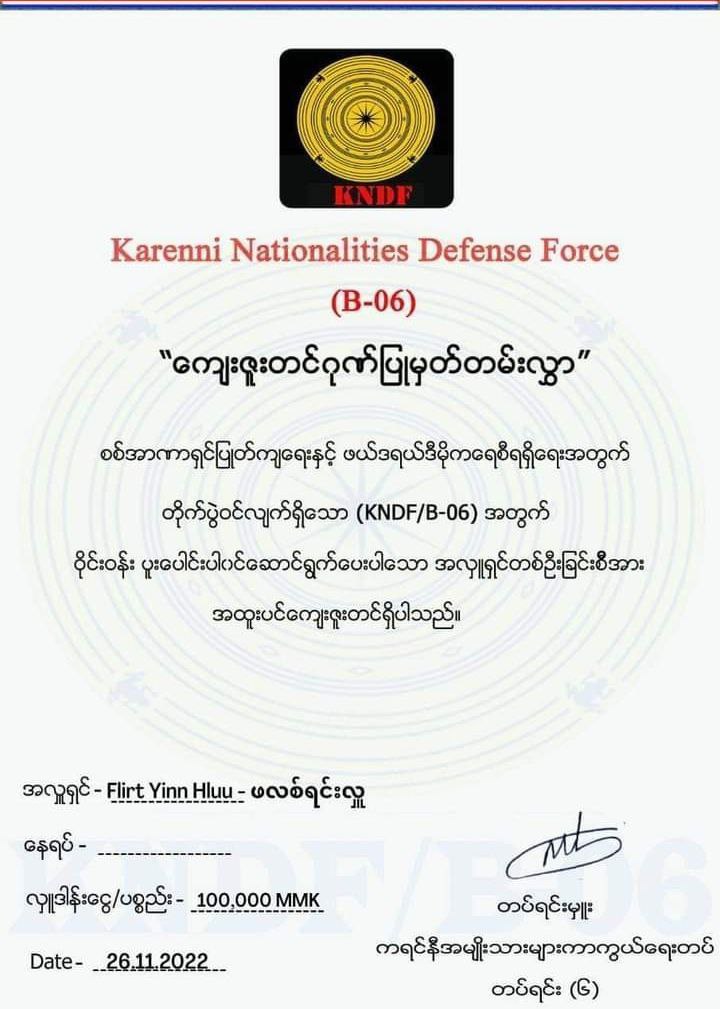 KNDF
Karenni Nationalities Defense Force
(B-06)
“ကျေးဇူးတင်ဂုဏ်ပြုမှတ်တမ်းလွှာ”
စစ်အာဏာရှင်ပြုတ်ကျရေးနှင့် ဖယ်ဒရယ်ဒီမိုကရေစီရရှိရေးအတွက်
တိုက်ပွဲဝင်လျက်ရှိသော (KNDF/B-06) အတွက်
ဝိုင်းဝန်း ပူးပေါင်းပါဝင်ဆောင်ရွက်ပေးပါသော အလှူရှင်တစ်ဦးခြင်းစီအား
အထူးပင်ကျေးဇူးတင်ရှိပါသည်။
အလှူရှင် - Flirt Yinn Hluu - ဖလစ်ရင်းလှူ
နေရပ် -
လှူဒါန်းငွေ/ပစ္စည်း - 100,000 MMK
Date - 26.11.2022
တပ်ရင်းမှူး
ကရင်နီအမျိုးသားများကာကွယ်ရေးတပ်
တပ်ရင်း (၆)
KNDF/B-06